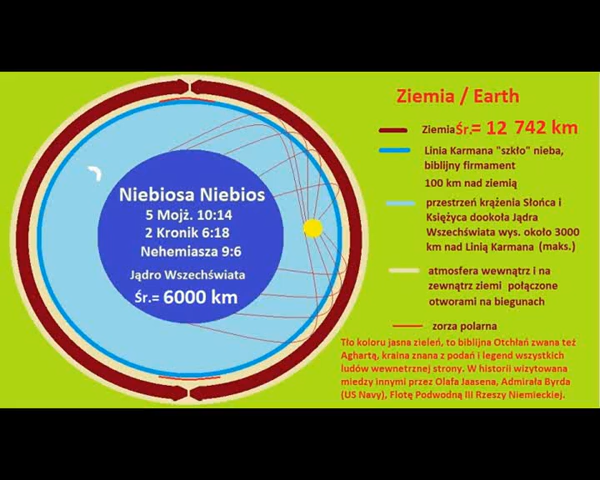 Ziemia / Earth
Ziemia Śr.= 12 742 km
Linia Karmana "szkło" nieba,
biblijny firmament
100 km nad ziemią
przestrzeń krążenia Słońca i
Księżyca dookoła Jądra
Wszechświata wys. około 3000
km nad Linią Karmana (maks.)
atmosfera wewnątrz i na
zewnątrz ziemi połączone
otworami na biegunach
zorza polarna
Niebiosa Niebios
5 Mojż. 10:14
2 Kronik 6:18
Nehemiasza 9:6
Jądro Wszechświata
Śr.= 6000 km
Tło koloru jasna zieleń, to biblijna Otchłań zwana też
Aghartą, kraina znana z podań i legend wszystkich
ludów wewnetrznej strony. W historii wizytowana
miedzy innymi przez Olafa Jaasena, Admirała Byrda
(US Navy), Flotę Podwodną III Rzeszy Niemieckiej.